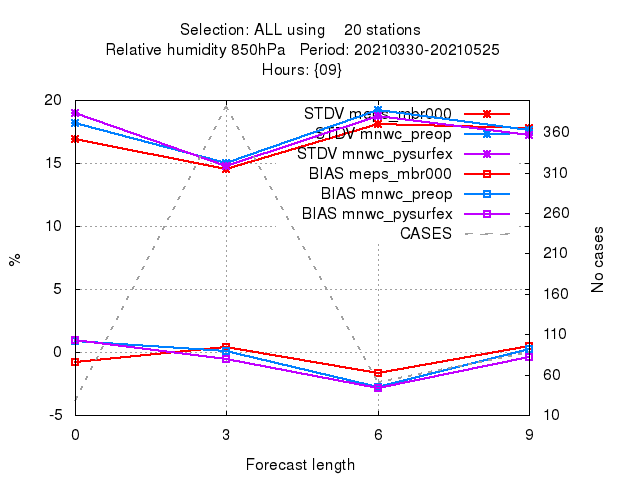 Selection: ALL using    20 stations
Relative humidity 850hPa   Period: 20210330-20210525
Hours: {09}
20
15
10
5
0
-5
%
STDV meps_mbr000
STDV mnwc_preop
STDV mnwc_pysurfex
BIAS meps_mbr000
BIAS mnwc_preop
BIAS mnwc_pysurfex
CASES
360
310
260
210
160
110
60
10
No cases
0 3 6 9
Forecast length